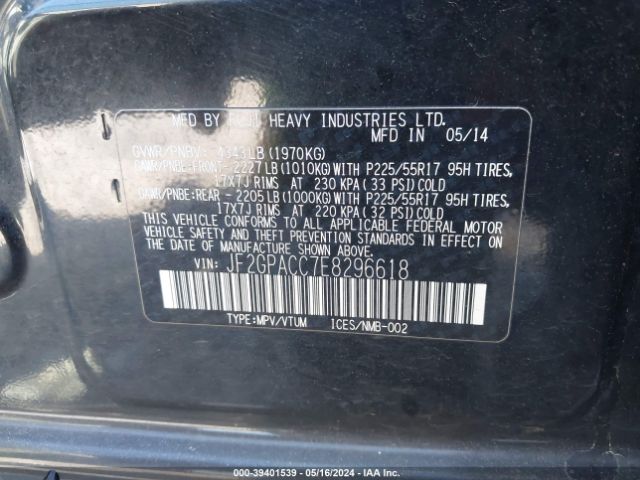 MFD BY FUJI HEAVY INDUSTRIES LTD.
MFD IN 05/14
GVWR/PNBV: 4343LB(1970KG)
GAWR/PNBE:FRONT-2227LB(1010KG)WITH P225/55R17 95H TIRES,
17X7J RIMS AT 230 KPA(33 PSI)COLD
GAWR/PNBE:REAR-2205LB(1000KG)WITH P225/55R17 95H TIRES,
17X7J RIMS AT 220 KPA(32 PSI)COLD
THIS VEHICLE CONFORMS TO ALL APPLICABLE FEDERAL MOTOR
VEHICLE SAFETY AND THEFT PREVENTION STANDARDS IN EFFECT
ON THE DATE OF MANUFACTURE SHOWN ABOVE.
VIN: JF2GPACC7E8296618
TYPE:MPV/VTUM ICES/NMB-002
000-39401539 - 05/16/2024 - IAA Inc.